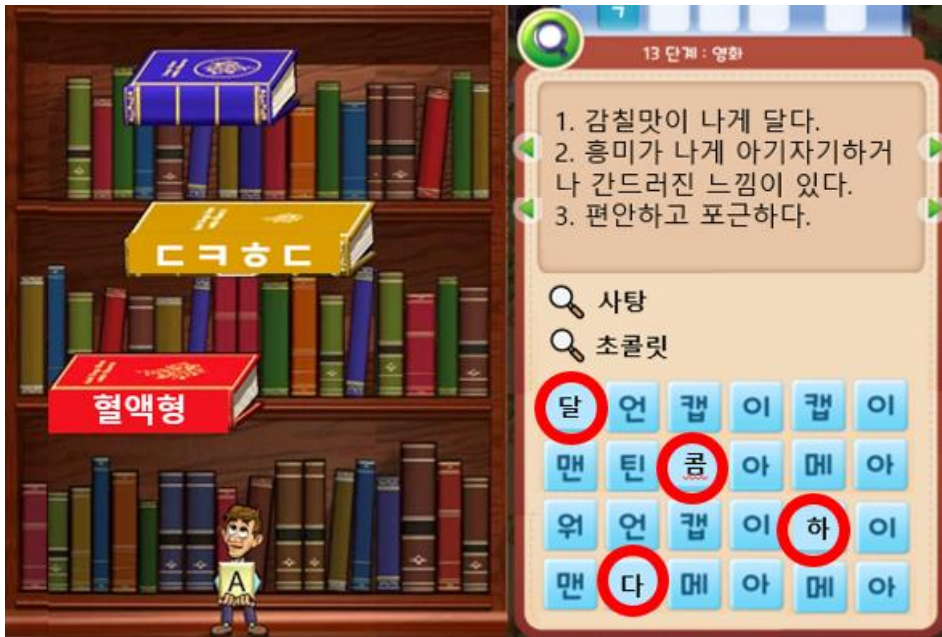 ㄷㅋㅎㄷ
혈액형
A
ㅋ
13 단계 : 영화
1. 감칠맛이 나게 달다.
2. 흥미가 나게 아기자기하거
나 간드러진 느낌이 있다.
3. 편안하고 포근하다.
사탕
초콜릿
달 언 캡 이 캡 이
맨 틴 콤 아 메 아
워 언 캡 이 하 이
맨 다 메 아 메 아